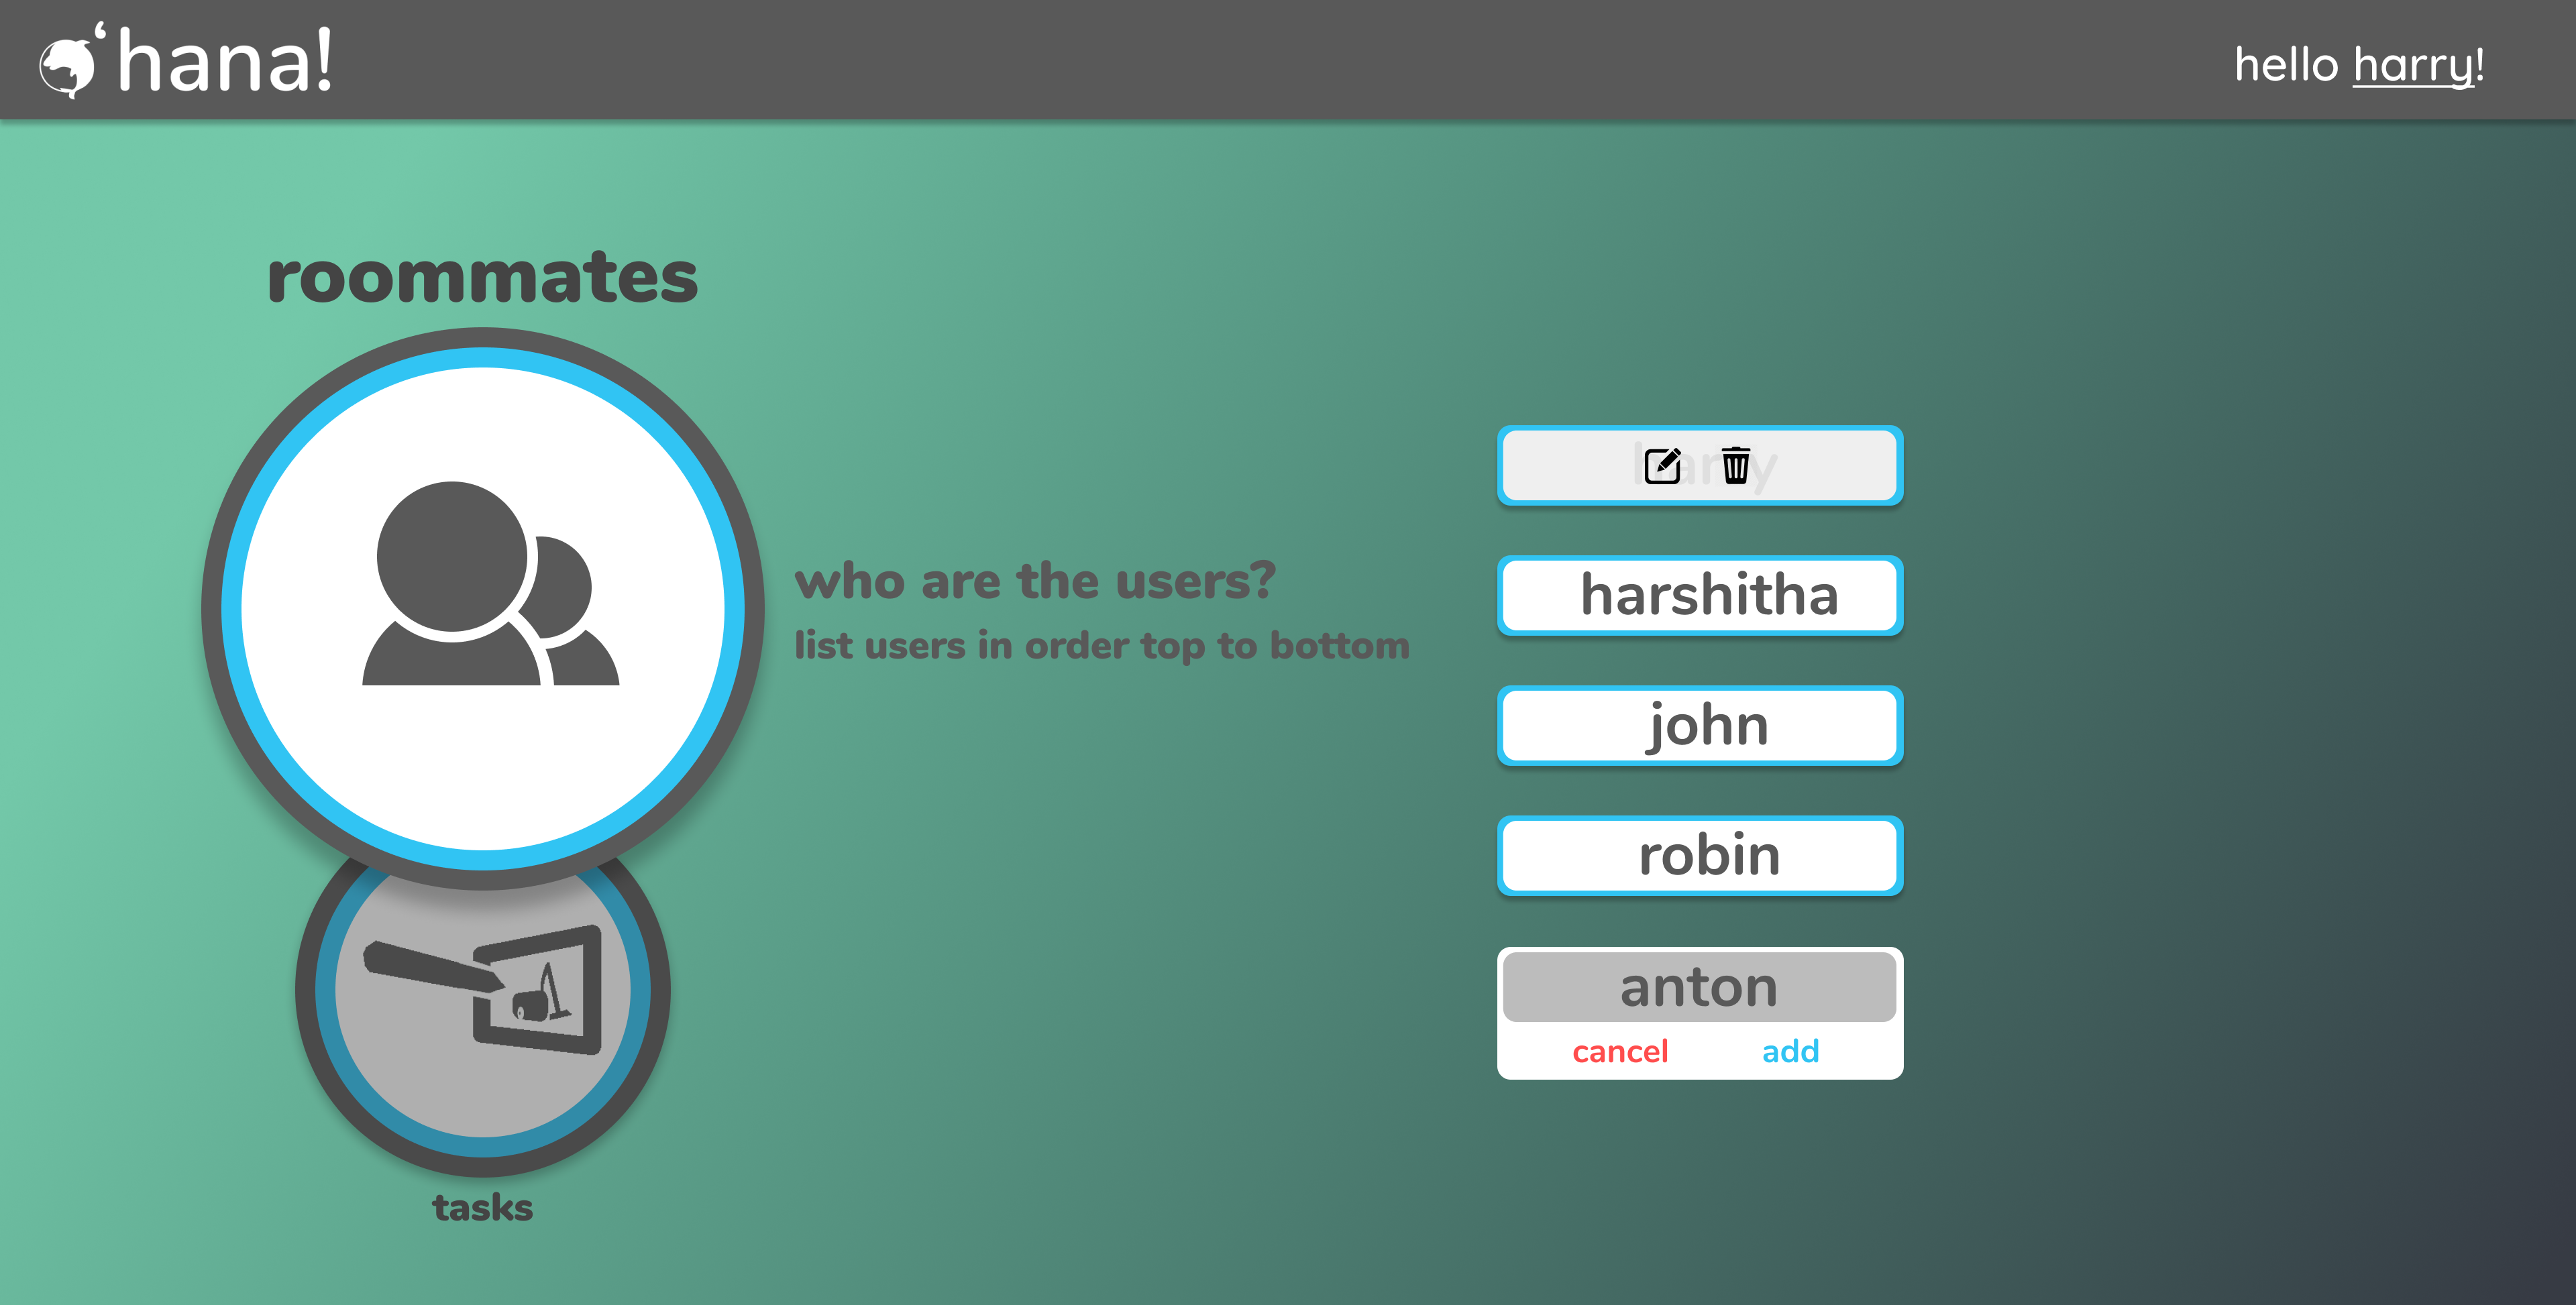 ‘hana!
hello harry!
roommates
who are the users?
list users in order top to bottom
harry
harshitha
john
robin
anton
cancel add
tasks